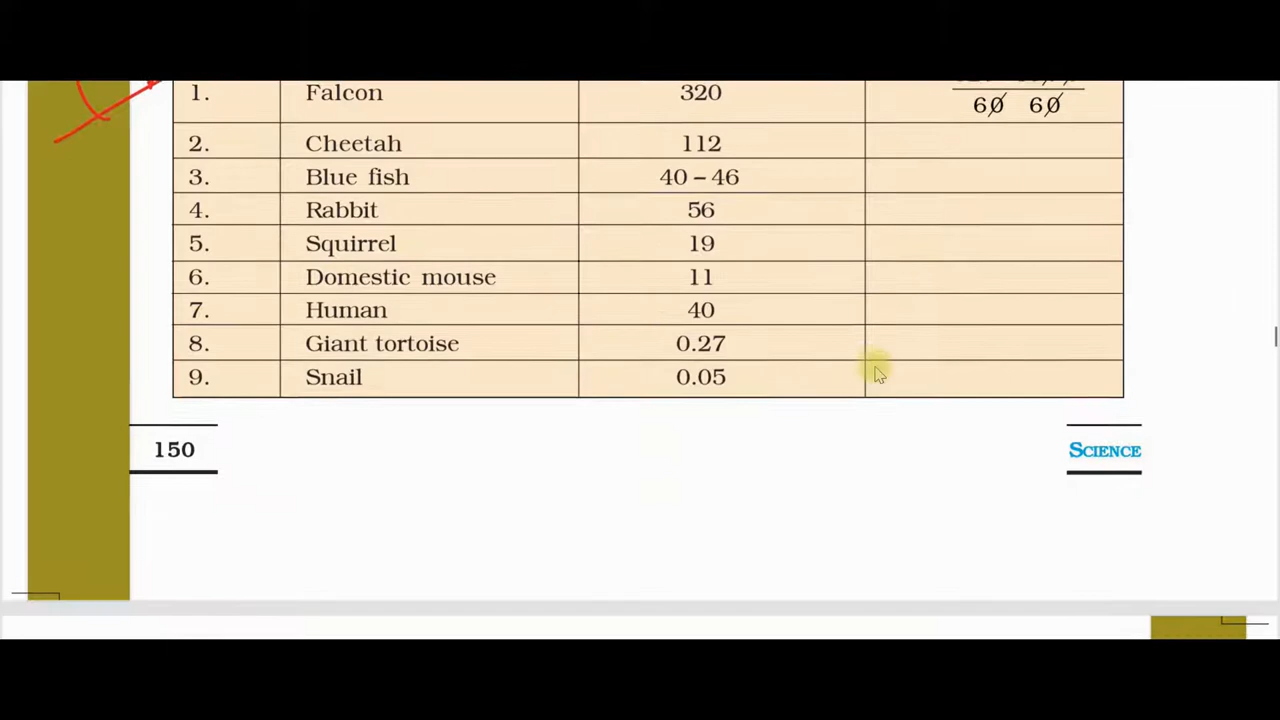 1. Falcon 320
60 60
2. Cheetah 112
3. Blue fish 40 – 46
4. Rabbit 56
5. Squirrel 19
6. Domestic mouse 11
7. Human 40
8. Giant tortoise 0.27
9. Snail 0.05
150 SCIENCE